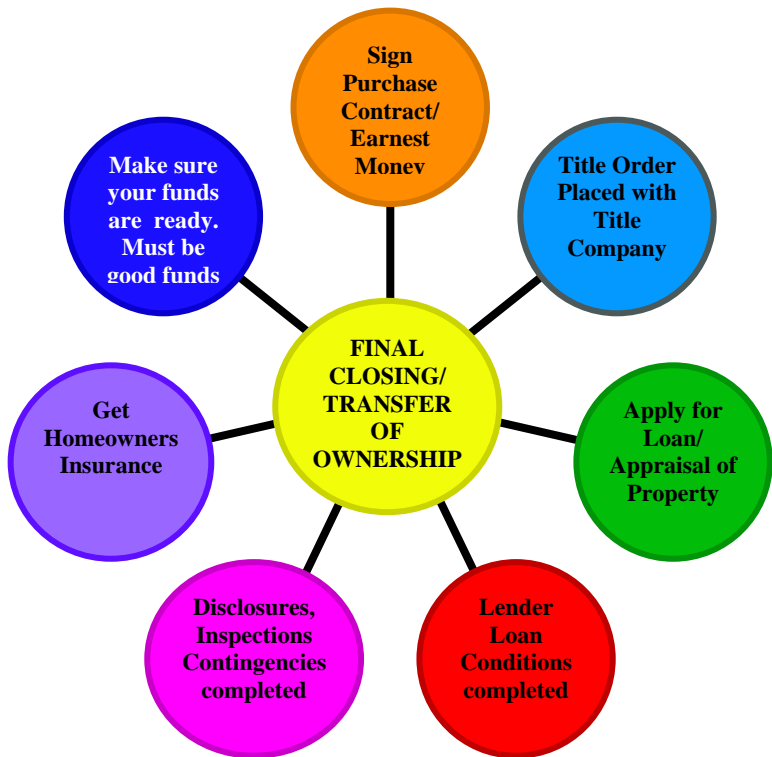 Sign
Purchase
Contract/
Earnest
Money
Title Order
Placed with
Title
Company
Apply for
Loan/
Appraisal of
Property
Lender
Loan
Conditions
completed
Disclosures,
Inspections
Contingencies
completed
Get
Homeowners
Insurance
Make sure
your funds
are ready.
Must be
good funds
FINAL
CLOSING/
TRANSFER
OF
OWNERSHIP